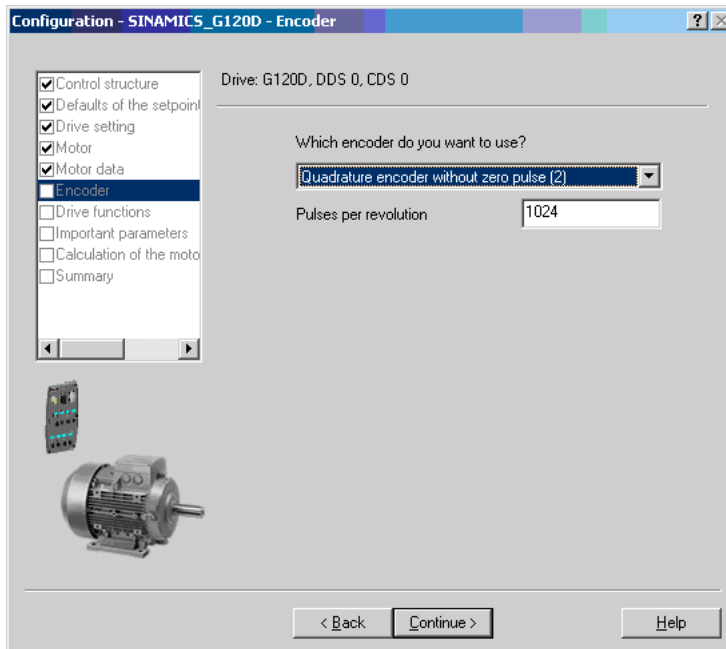 Configuration - SINAMICS_G120D - Encoder
Control structure
Defaults of the setpoint
Drive setting
Motor
Motor data
Encoder
Drive functions
Important parameters
Calculation of the moto
Summary
Drive: G120D, DDS 0, CDS 0
Which encoder do you want to use?
Quadrature encoder without zero pulse (2)
Pulses per revolution 1024
< Back Continue > Help